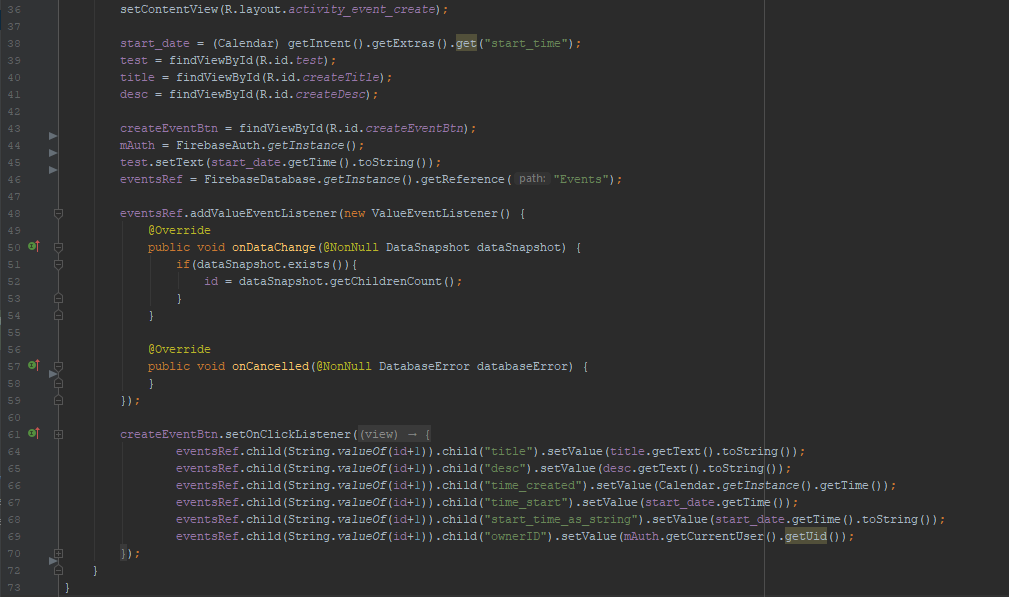 36 setContentView(R.layout.activity_event_create);
37
38 start_date = (Calendar) getIntent().getExtras().get("start_time");
39 test = findViewById(R.id.test);
40 title = findViewById(R.id.createTitle);
41 desc = findViewById(R.id.createDesc);
42
43 createEventBtn = findViewById(R.id.createEventBtn);
44 mAuth = FirebaseAuth.getInstance();
45 test.setText(start_date.getTime().toString());
46 eventsRef = FirebaseDatabase.getInstance().getReference( path: "Events");
47
48 eventsRef.addValueEventListener(new ValueEventListener() {
49 @Override
50 public void onDataChange(@NonNull DataSnapshot dataSnapshot) {
51 if(dataSnapshot.exists()){
52 id = dataSnapshot.getChildrenCount();
53 }
54 }
55
56 @Override
57 public void onCancelled(@NonNull DatabaseError databaseError) {
58 }
59 });
60
61 createEventBtn.setOnClickListener((view) → {
64 eventsRef.child(String.valueOf(id+1)).child("title").setValue(title.getText().toString());
65 eventsRef.child(String.valueOf(id+1)).child("desc").setValue(desc.getText().toString());
66 eventsRef.child(String.valueOf(id+1)).child("time_created").setValue(Calendar.getInstance().getTime());
67 eventsRef.child(String.valueOf(id+1)).child("time_start").setValue(start_date.getTime());
68 eventsRef.child(String.valueOf(id+1)).child("start_time_as_string").setValue(start_date.getTime().toString());
69 eventsRef.child(String.valueOf(id+1)).child("ownerID").setValue(mAuth.getCurrentUser().getUid());
70 });
72 }
73 }